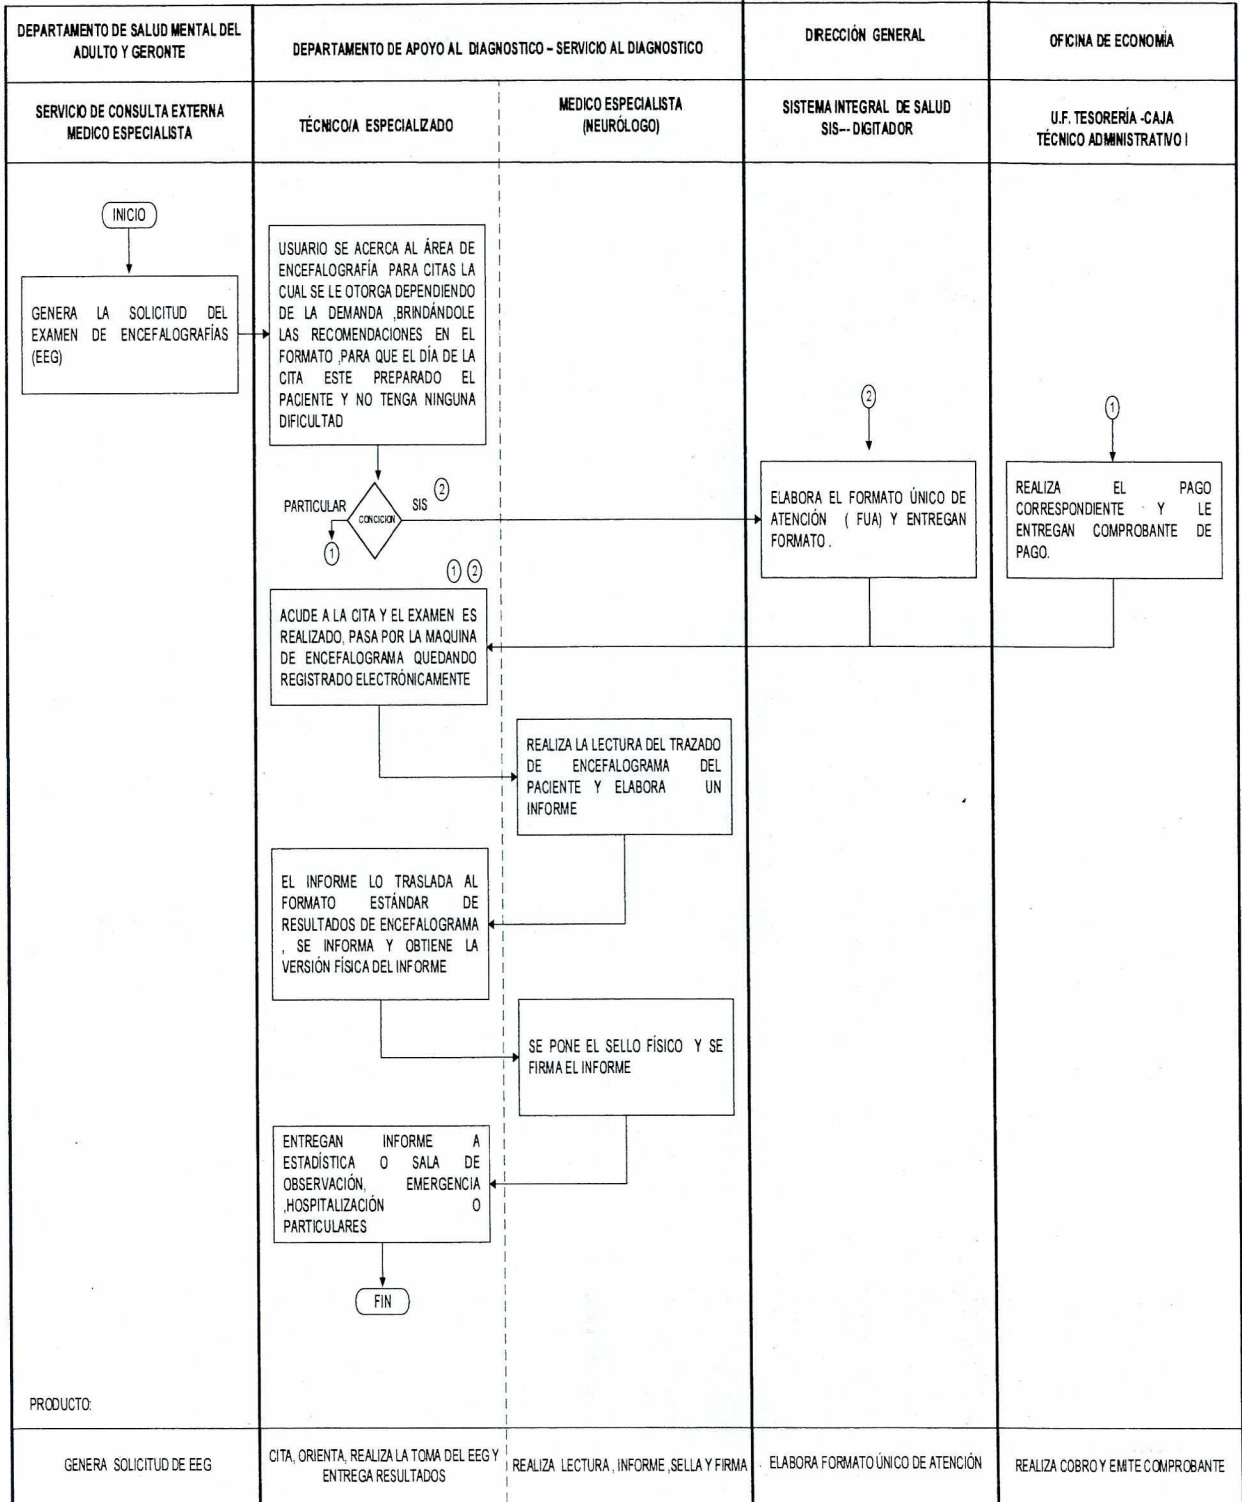 DEPARTAMENTO DE SALUD MENTAL DEL
ADULTO Y GERONTE
DEPARTAMENTO DE APOYO AL DIAGNOSTICO – SERVICIO AL DIAGNOSTICO
DIRECCIÓN GENERAL
OFICINA DE ECONOMÍA
SERVICIO DE CONSULTA EXTERNA
MEDICO ESPECIALISTA
TÉCNICO/A ESPECIALIZADO
MEDICO ESPECIALISTA
(NEURÓLOGO)
SISTEMA INTEGRAL DE SALUD
SIS--- DIGITADOR
U.F. TESORERÍA -CAJA
TÉCNICO ADMINISTRATIVO I
INICIO
GENERA LA SOLICITUD DEL
EXAMEN DE ENCEFALOGRAFÍAS
(EEG)
USUARIO SE ACERCA AL ÁREA DE
ENCEFALOGRAFÍA PARA CITAS LA
CUAL SE LE OTORGA DEPENDIENDO
DE LA DEMANDA ,BRINDÁNDOLE
LAS RECOMENDACIONES EN EL
FORMATO ,PARA QUE EL DÍA DE LA
CITA ESTE PREPARADO EL
PACIENTE Y NO TENGA NINGUNA
DIFICULTAD
PARTICULAR
CONCICION
SIS
2
1
2
ELABORA EL FORMATO ÚNICO DE
ATENCIÓN ( FUA) Y ENTREGAN
FORMATO .
1
REALIZA EL PAGO
CORRESPONDIENTE Y LE
ENTREGAN COMPROBANTE DE
PAGO.
1 2
ACUDE A LA CITA Y EL EXAMEN ES
REALIZADO, PASA POR LA MAQUINA
DE ENCEFALOGRAMA QUEDANDO
REGISTRADO ELECTRÓNICAMENTE
REALIZA LA LECTURA DEL TRAZADO
DE ENCEFALOGRAMA DEL
PACIENTE Y ELABORA UN
INFORME
EL INFORME LO TRASLADA AL
FORMATO ESTÁNDAR DE
RESULTADOS DE ENCEFALOGRAMA
, SE INFORMA Y OBTIENE LA
VERSIÓN FÍSICA DEL INFORME
SE PONE EL SELLO FÍSICO Y SE
FIRMA EL INFORME
ENTREGAN INFORME A
ESTADÍSTICA O SALA DE
OBSERVACIÓN, EMERGENCIA
,HOSPITALIZACIÓN O
PARTICULARES
FIN
PRODUCTO:
GENERA SOLICITUD DE EEG
CITA, ORIENTA, REALIZA LA TOMA DEL EEG Y
ENTREGA RESULTADOS
REALIZA LECTURA , INFORME ,SELLA Y FIRMA
ELABORA FORMATO ÚNICO DE ATENCIÓN
REALIZA COBRO Y EMITE COMPROBANTE